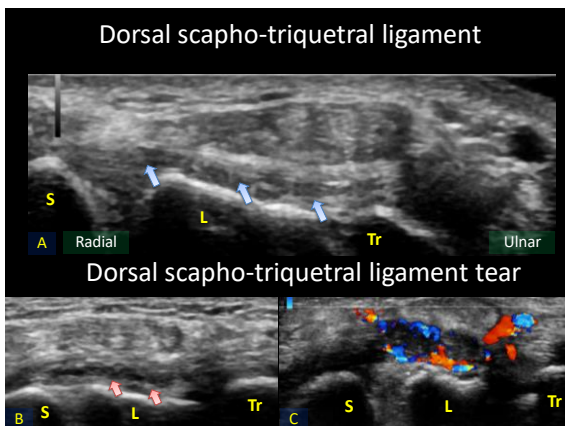 Dorsal scapho-triquetral ligament
S
L
Tr
A Radial Ulnar
Dorsal scapho-triquetral ligament tear
B S L Tr
C S L Tr